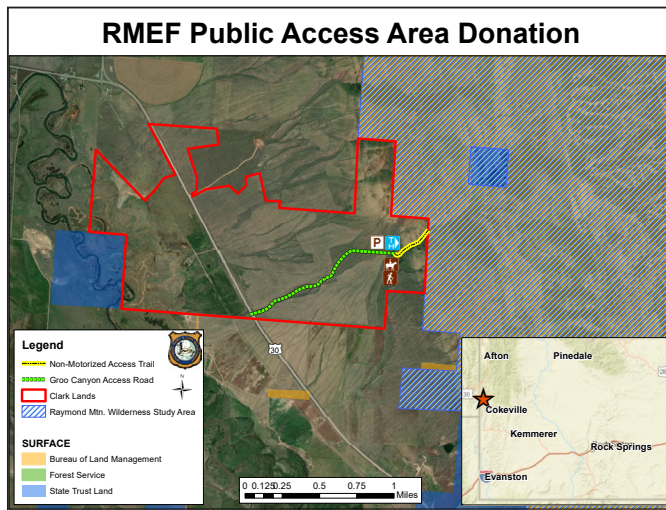 RMEF Public Access Area Donation
P
30
Legend
Non-Motorized Access Trail
Groo Canyon Access Road
Clark Lands
Raymond Mtn. Wilderness Study Area
N
SURFACE
Bureau of Land Management
Forest Service
State Trust Land
0 0.125 0.25 0.5 0.75 1
Miles
Afton
Pinedale
30
Cokeville
Kemmerer
Rock Springs
Evanston